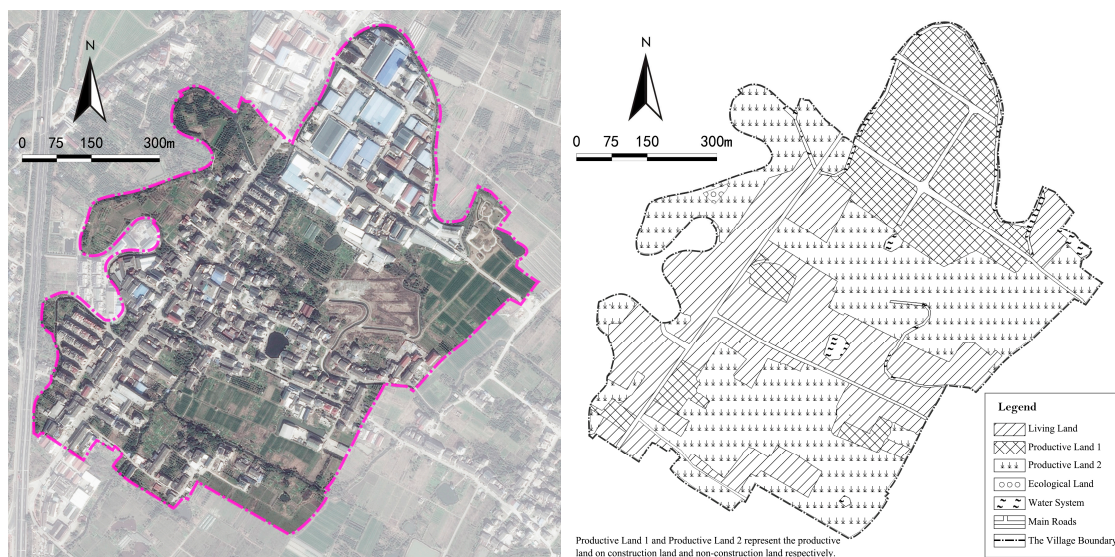 N
0 75 150 300m
N
0 75 150 300m
Legend
Living Land
Productive Land 1
Productive Land 2
Ecological Land
Water System
Main Roads
The Village Boundary
Productive Land 1 and Productive Land 2 represent the productive
land on construction land and non-construction land respectively.